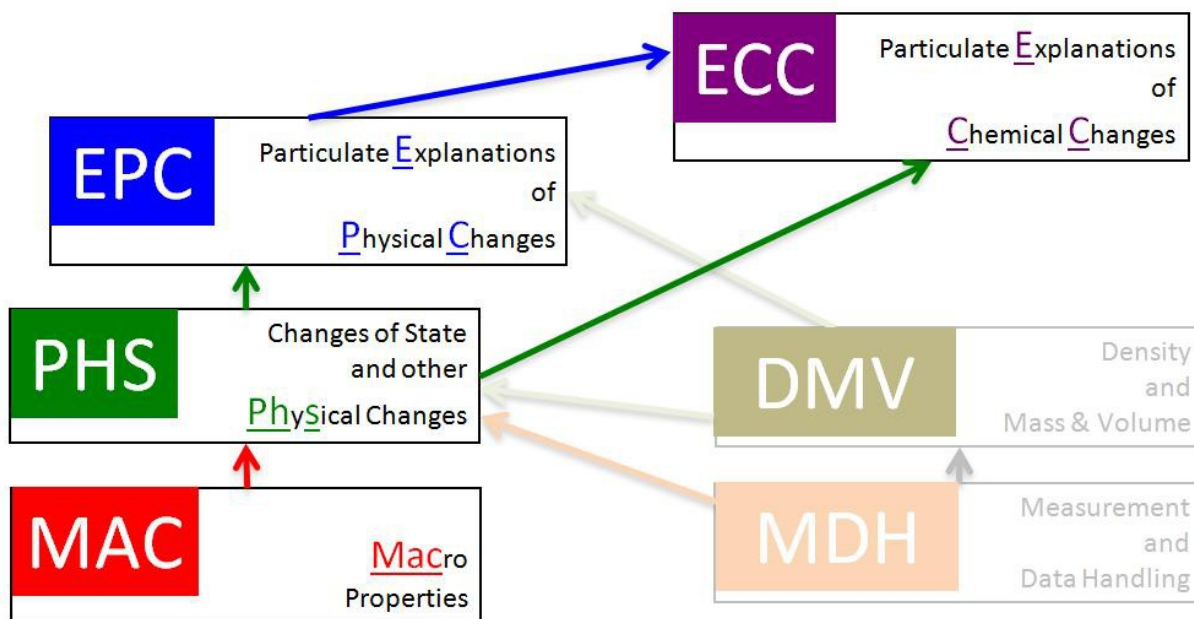 ECC
Particulate Explanations
of
Chemical Changes
EPC
Particulate Explanations
of
Physical Changes
PHS
Changes of State
and other
Physical Changes
DMV
Density
and
Mass & Volume
MAC
Macro
Properties
MDH
Measurement
and
Data Handling